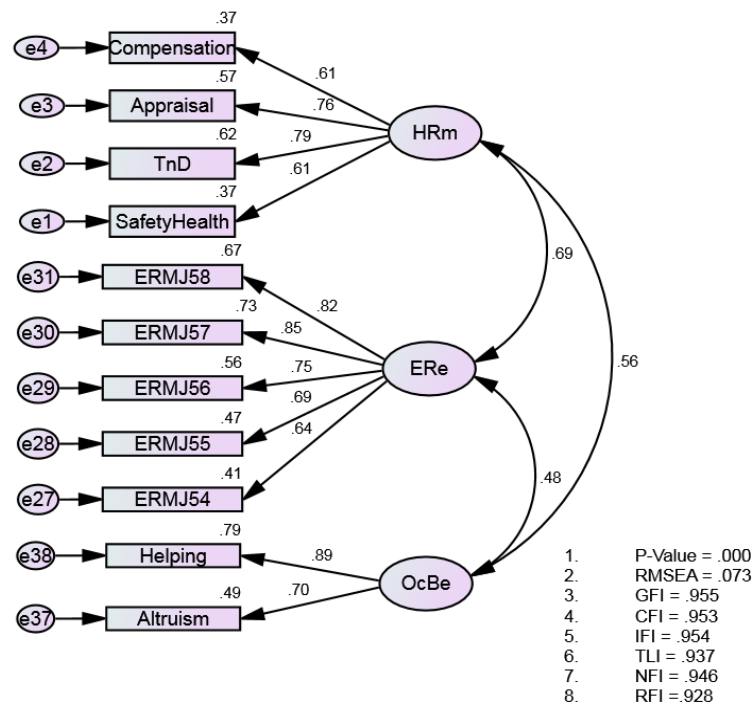 .37
e4
Compensation
.61
.57
e3
Appraisal
.76
HRm
.62
e2
TnD
.79
.37
e1
SafetyHealth
.61
.69
.67
e31
ERMJ58
.82
.73
e30
ERMJ57
.85
ERe
.56
.56
e29
ERMJ56
.75
.47
e28
ERMJ55
.69
.41
e27
ERMJ54
.64
.48
.79
e38
Helping
.89
OcBe
.49
e37
Altruism
.70
1. P-Value = .000
2. RMSEA = .073
3. GFI = .955
4. CFI = .953
5. IFI = .954
6. TLI = .937
7. NFI = .946
8. RFI =.928